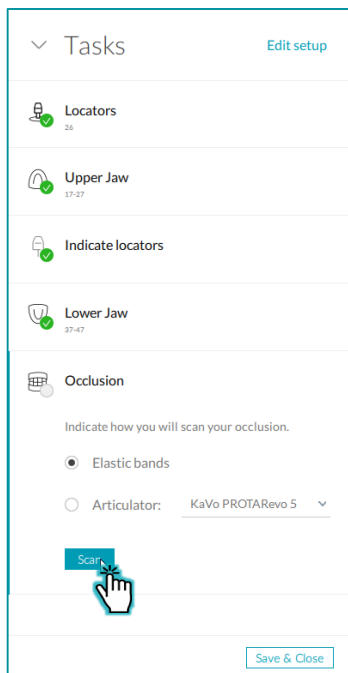 Tasks
Edit setup
Locators
26
Upper Jaw
17-27
Indicate locators
Lower Jaw
37-47
Occlusion
Indicate how you will scan your occlusion.
Elastic bands
Articulator: KaVo PROTARevo 5
Scan
Save & Close